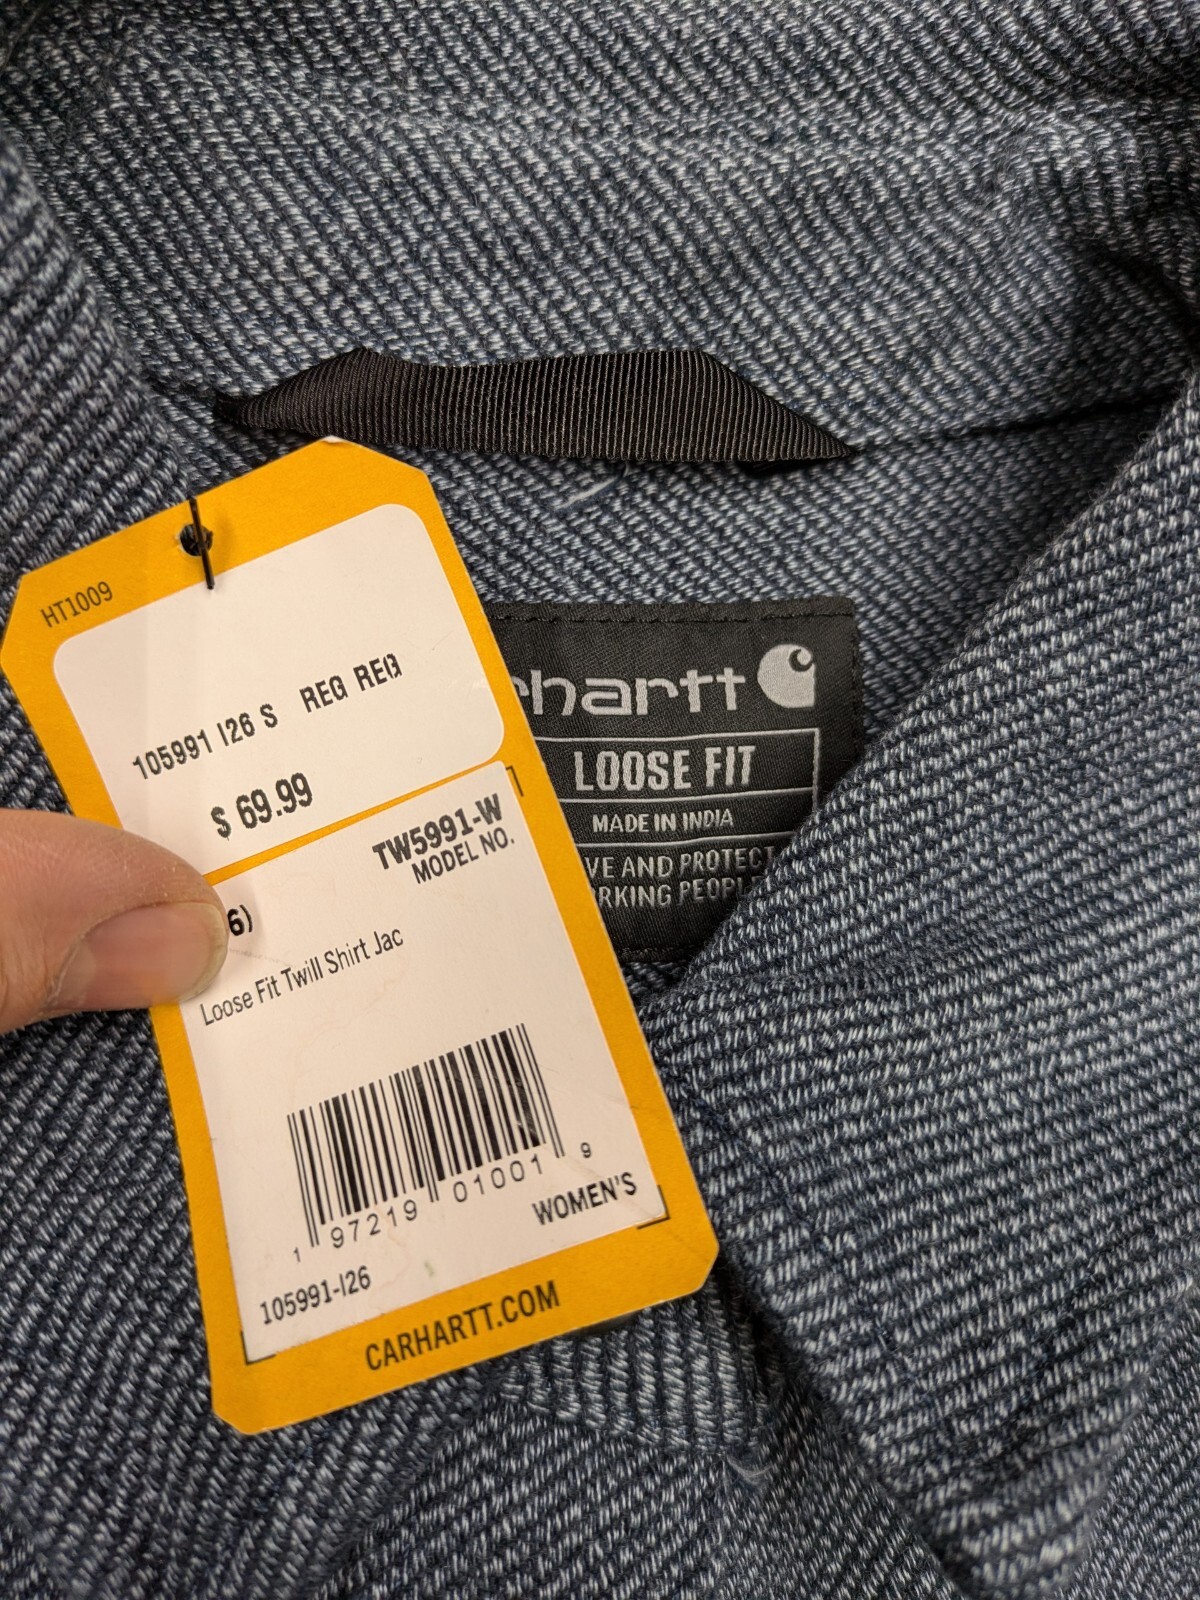 HT1009
105991 I26 S REG REG
$ 69.99
TW5991-W
MODEL NO.
6)
Loose Fit Twill Shirt Jac
1 97219 01001 9
WOMEN'S
105991-I26
CARHARTT.COM
hartt
LOOSE FIT
MADE IN INDIA
VE AND PROTECT
RKING PEOPL